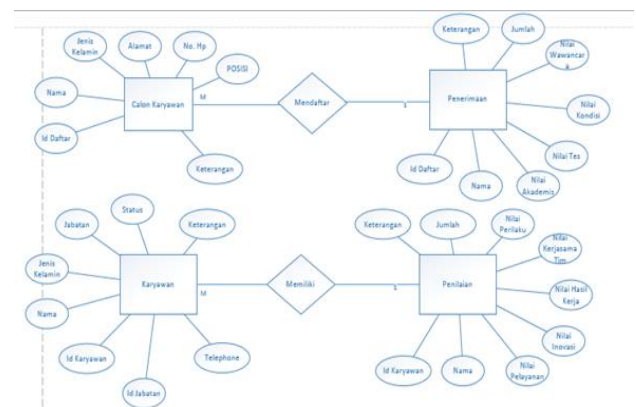 Keterangan
Jumlah
Jenis
Kelamin
Alamat
No. Hp
Nilai
Wawancar
a
POSISI
Nama
Calon Karyawan
M
Mendaftar
1
Penerimaan
Nilai
Kondisi
Id Daftar
Nilai Tes
Keterangan
Id Daftar
Nama
Nilai
Akademis
Status
Jabatan
Keterangan
Keterangan
Jumlah
Nilai
Perilaku
Nilai
Kerjasama
Tim
Jenis
Kelamin
Karyawan
M
Memiliki
1
Penilaian
Nilai Hasil
Kerja
Nama
Nilai
Inovasi
Id Karyawan
Telephone
Id Jabatan
Id Karyawan
Nama
Nilai
Pelayanan